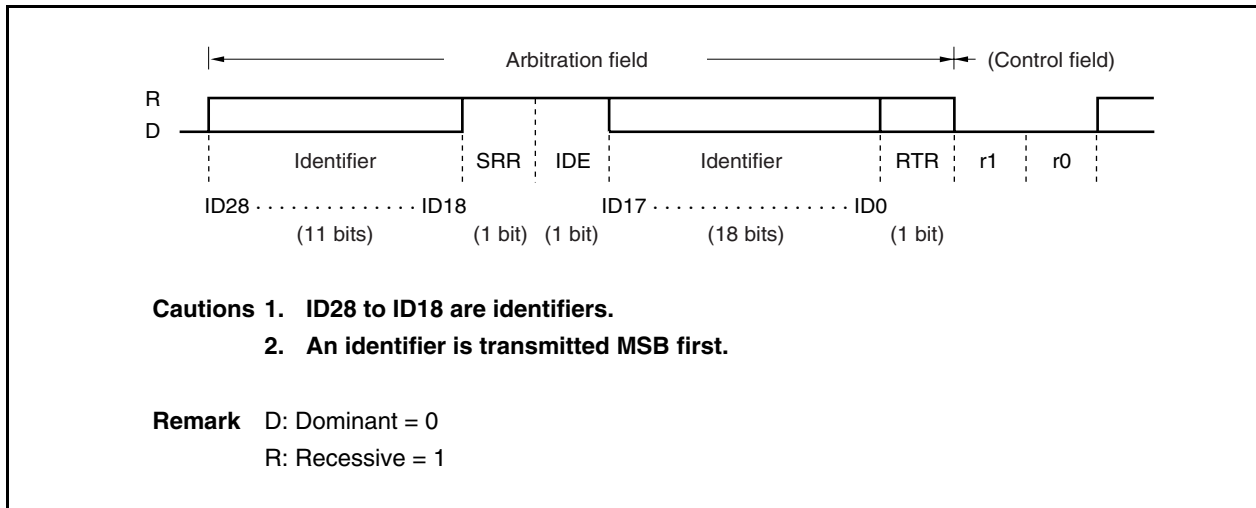 Arbitration field (Control field)
R
D
Identifier SRR IDE Identifier RTR r1 r0
ID28 · · · · · · · · · · · · · · ID18 ID17 · · · · · · · · · · · · · · · · · ID0
(11 bits) (1 bit) (1 bit) (18 bits) (1 bit)
Cautions 1. ID28 to ID18 are identifiers.
2. An identifier is transmitted MSB first.
Remark D: Dominant = 0
R: Recessive = 1